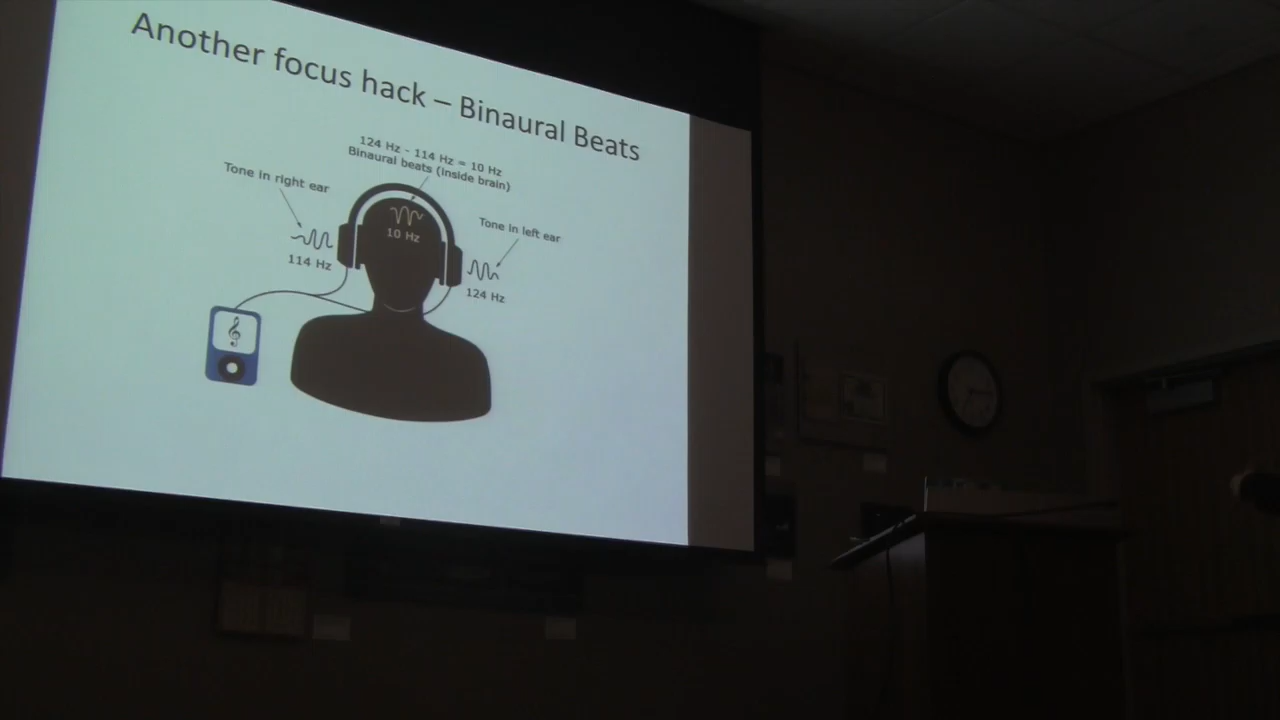 Another focus hack – Binaural Beats
124 Hz - 114 Hz = 10 Hz
Binaural beats (inside brain)
Tone in right ear
Tone in left ear
10 Hz
114 Hz
124 Hz